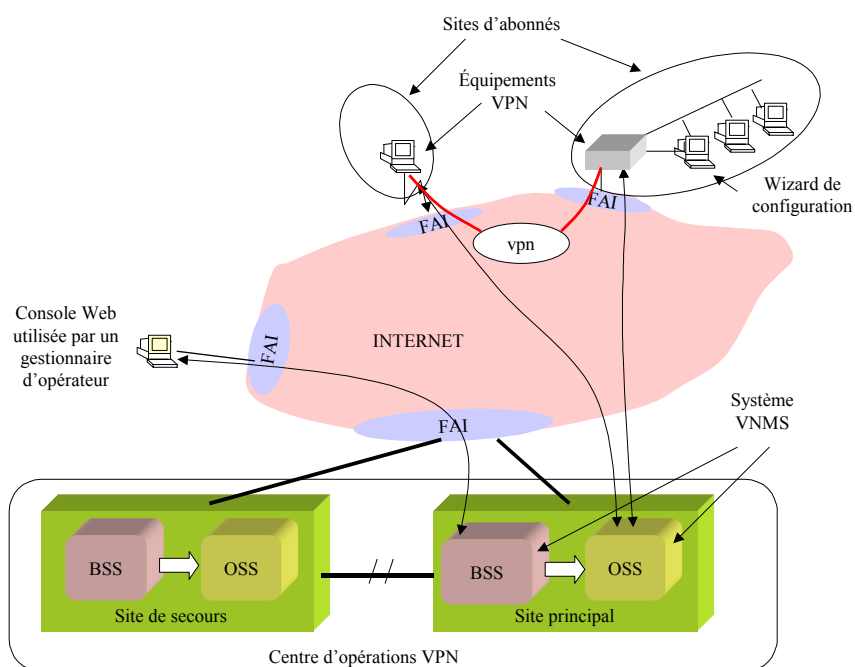 Sites d'abonnés
Équipements
VPN
Wizard de
configuration
FAI
FAI
vpn
Console Web
utilisée par un
gestionnaire
d'opérateur
FAI
INTERNET
FAI
Système
VNMS
BSS
OSS
Site de secours
BSS
OSS
Site principal
Centre d'opérations VPN